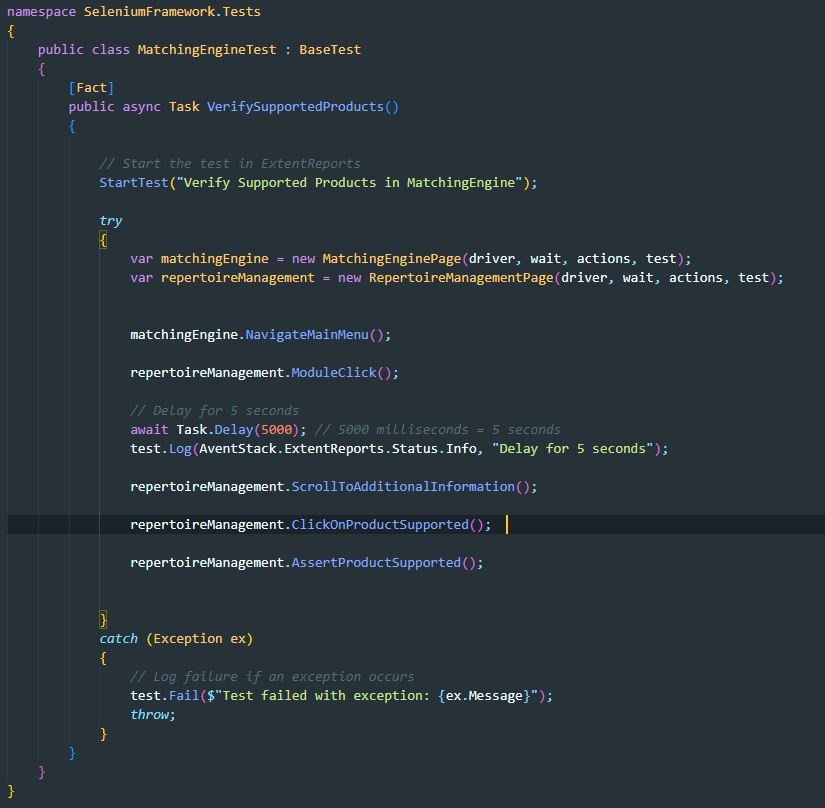 namespace SeleniumFramework.Tests
{
public class MatchingEngineTest : BaseTest
{
[Fact]
public async Task VerifySupportedProducts()
{
// Start the test in ExtentReports
StartTest("Verify Supported Products in MatchingEngine");
try
{
var matchingEngine = new MatchingEnginePage(driver, wait, actions, test);
var repertoireManagement = new RepertoireManagementPage(driver, wait, actions, test);
matchingEngine.NavigateMainMenu();
repertoireManagement.ModuleClick();
// Delay for 5 seconds
await Task.Delay(5000); // 5000 milliseconds = 5 seconds
test.Log(AventStack.ExtentReports.Status.Info, "Delay for 5 seconds");
repertoireManagement.ScrollToAdditionalInformation();
repertoireManagement.ClickOnProductSupported();
repertoireManagement.AssertProductSupported();
}
catch (Exception ex)
{
// Log failure if an exception occurs
test.Fail($"Test failed with exception: {ex.Message}");
throw;
}
}
}
}